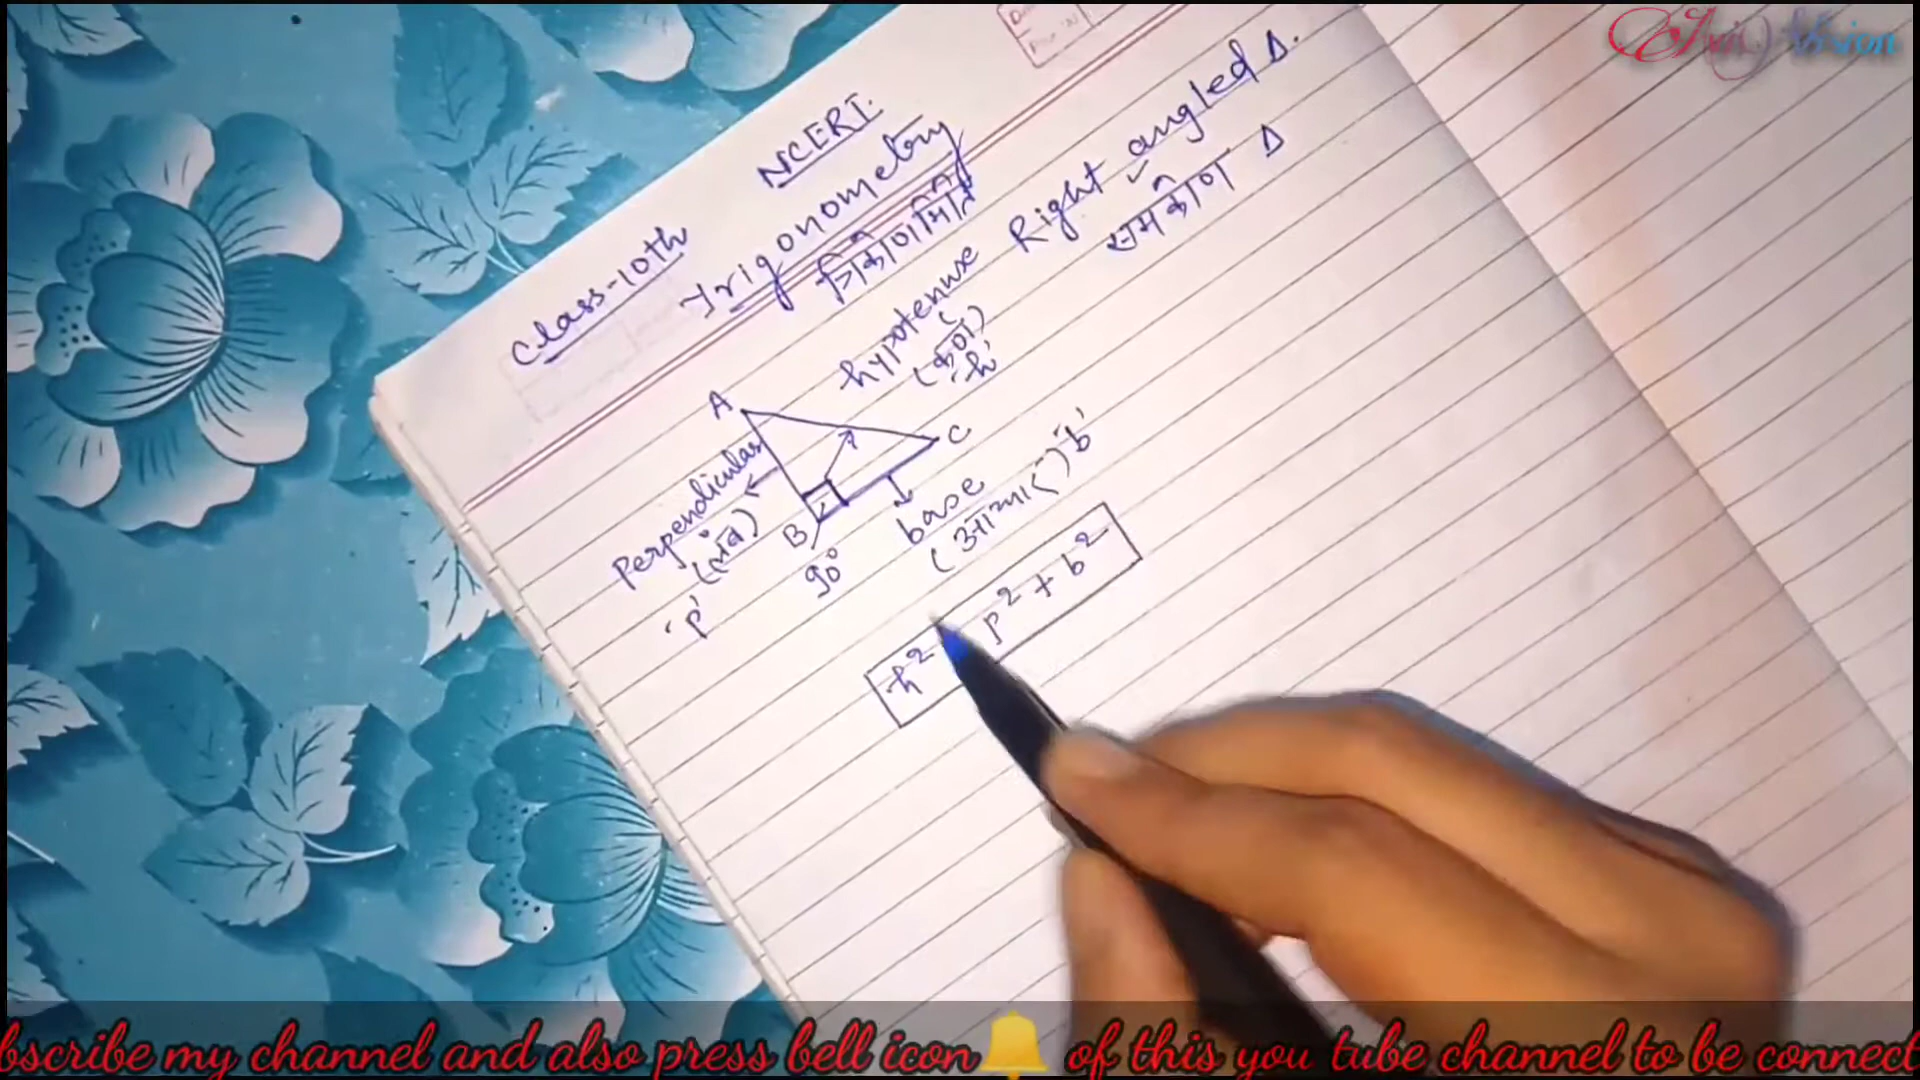 Class-10th
NCERT.
Trigonometry
त्रिकोणमिति
Right angled Δ.
समकोण Δ
hypotenuse
(कर्ण)
'h'
A
C
B
90°
Perpendicular
(लंब)
'p'
base
(आधार) 'b'
h² p² + b²
bscribe my channel and also press bell icon🔔 of this you tube channel to be connect